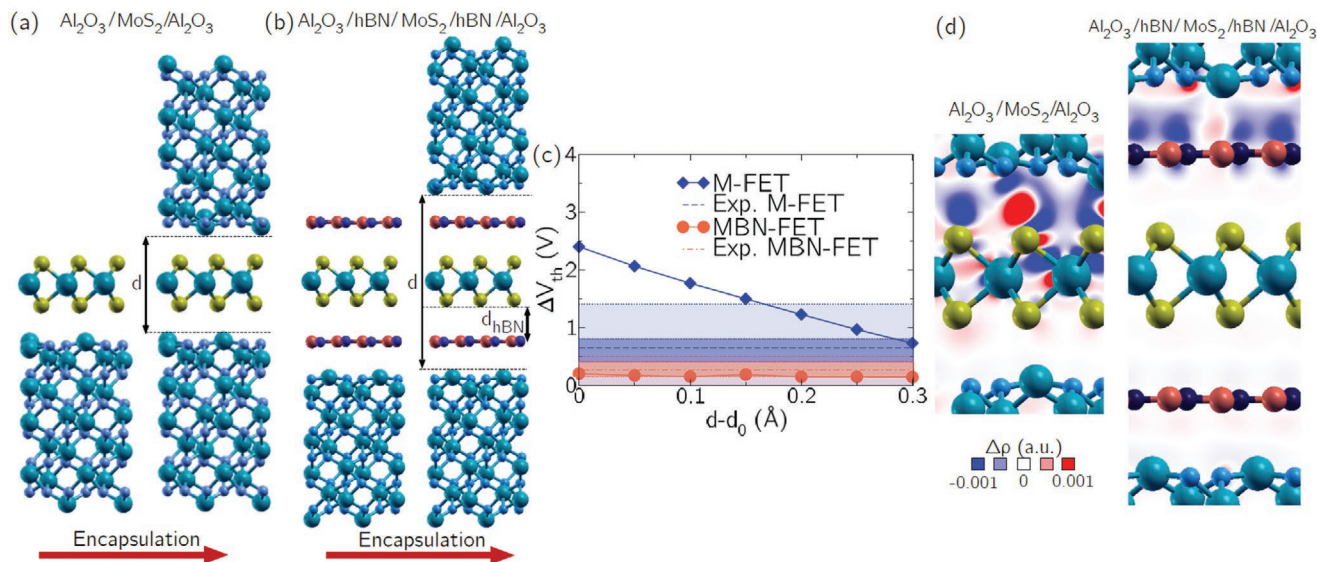 (a)
Al₂O₃/MoS₂/Al₂O₃
d
Encapsulation
(b)
Al₂O₃/hBN/MoS₂/hBN/Al₂O₃
d
d_hBN
Encapsulation
(c)
ΔV_th (V)
4
3
2
1
0
0
0.1
0.2
0.3
d-d₀ (Å)
M-FET
Exp. M-FET
MBN-FET
Exp. MBN-FET
(d)
Al₂O₃/MoS₂/Al₂O₃
Al₂O₃/hBN/MoS₂/hBN/Al₂O₃
Δρ (a.u.)
-0.001 0 0.001